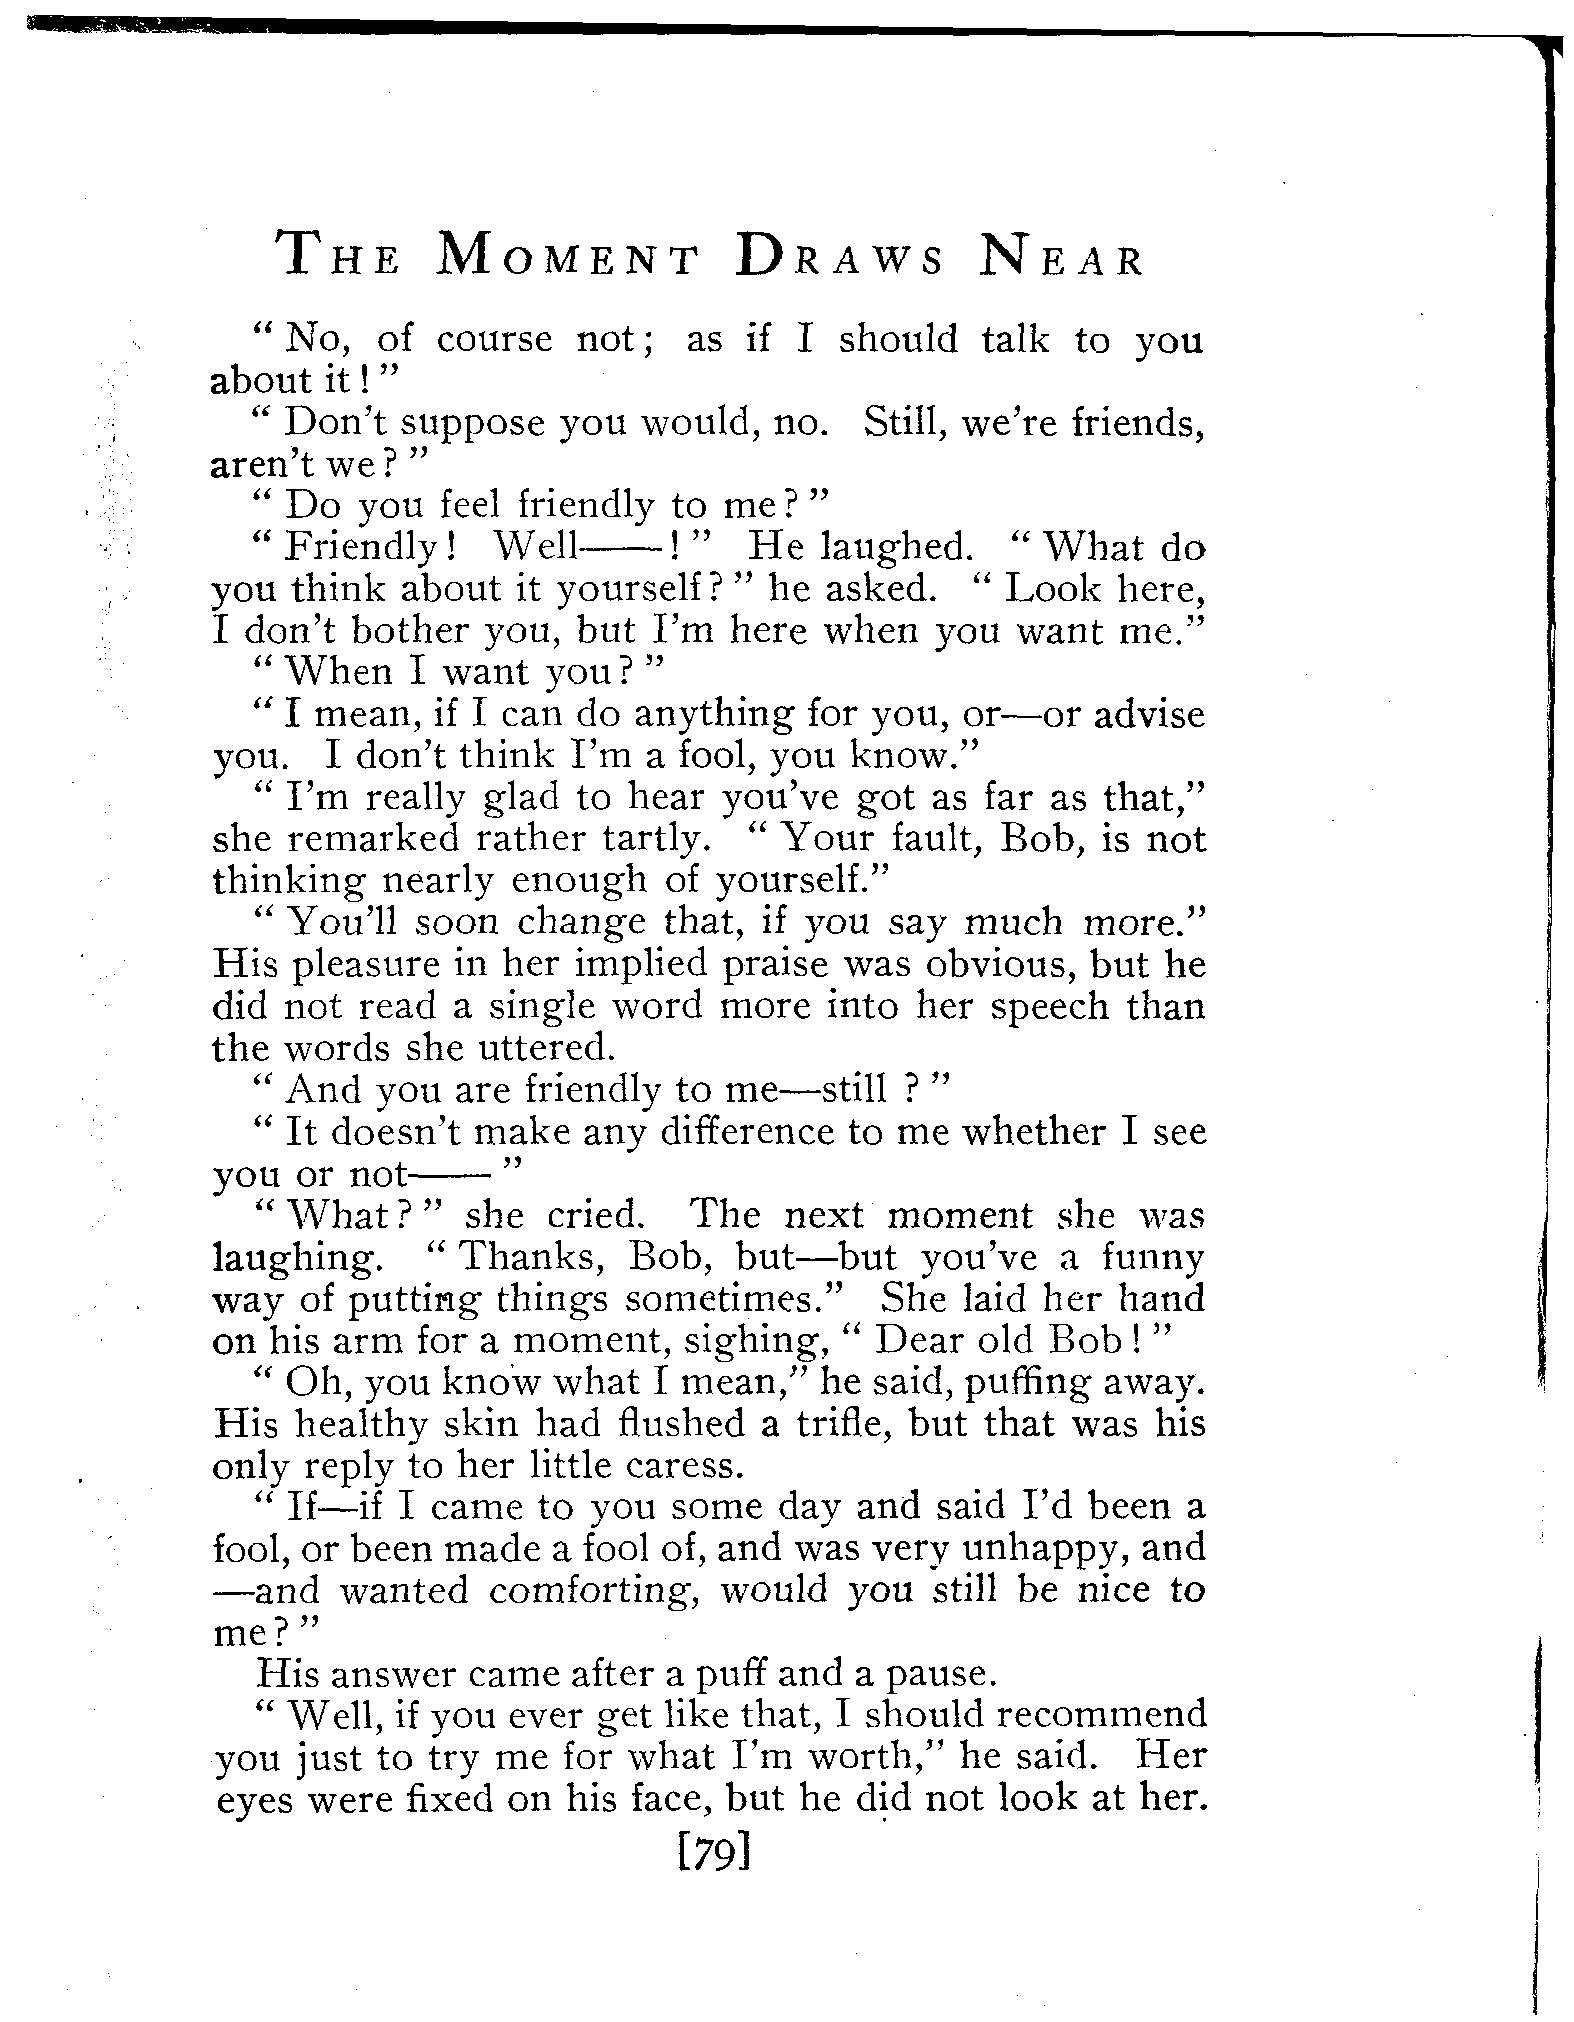 The Moment Draws Near
“ No, of course not; as if I should talk to you
about it! ”
“ Don't suppose you would, no. Still, we're friends,
aren't we? ”
“ Do you feel friendly to me? ”
“ Friendly! Well——! ” He laughed. “ What do
you think about it yourself? ” he asked. “ Look here,
I don't bother you, but I'm here when you want me.”
“ When I want you? ”
“ I mean, if I can do anything for you, or—or advise
you. I don't think I'm a fool, you know.”
“ I'm really glad to hear you've got as far as that,”
she remarked rather tartly. “ Your fault, Bob, is not
thinking nearly enough of yourself.”
“ You'll soon change that, if you say much more.”
His pleasure in her implied praise was obvious, but he
did not read a single word more into her speech than
the words she uttered.
“ And you are friendly to me—still ? ”
“ It doesn't make any difference to me whether I see
you or not—— ”
“ What? ” she cried. The next moment she was
laughing. “ Thanks, Bob, but—but you've a funny
way of putting things sometimes.” She laid her hand
on his arm for a moment, sighing, “ Dear old Bob! ”
“ Oh, you know what I mean,” he said, puffing away.
His healthy skin had flushed a trifle, but that was his
only reply to her little caress.
“ If—if I came to you some day and said I'd been a
fool, or been made a fool of, and was very unhappy, and
—and wanted comforting, would you still be nice to
me? ”
His answer came after a puff and a pause.
“ Well, if you ever get like that, I should recommend
you just to try me for what I'm worth,” he said. Her
eyes were fixed on his face, but he did not look at her.
[79]